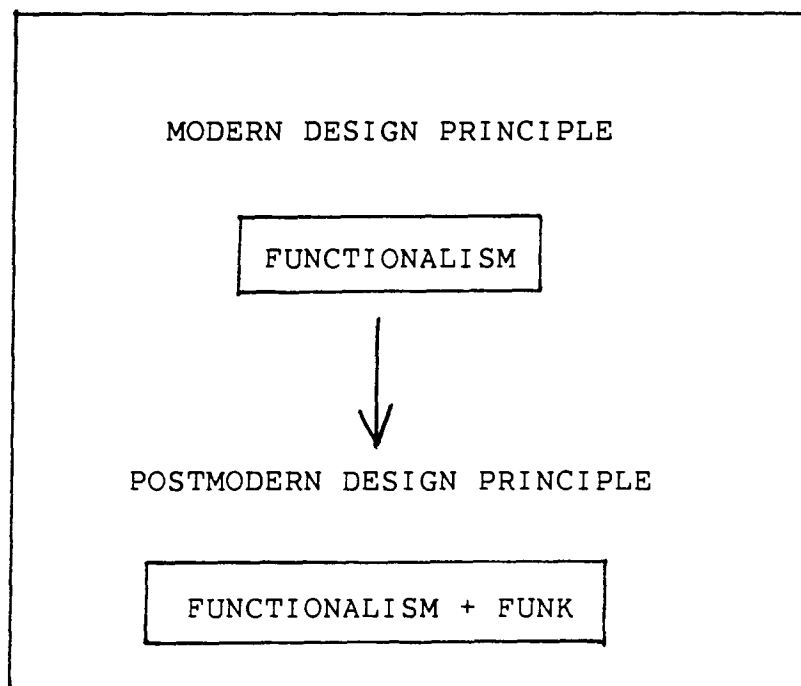 MODERN DESIGN PRINCIPLE
FUNCTIONALISM
POSTMODERN DESIGN PRINCIPLE
FUNCTIONALISM + FUNK